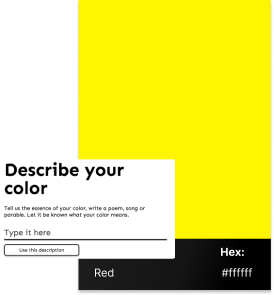 Describe your
color
Tell us the essence of your color, write a poem, song or
parable. Let it be known what your color means.
Type it here
Use this description
Hex:
Red #ffffff